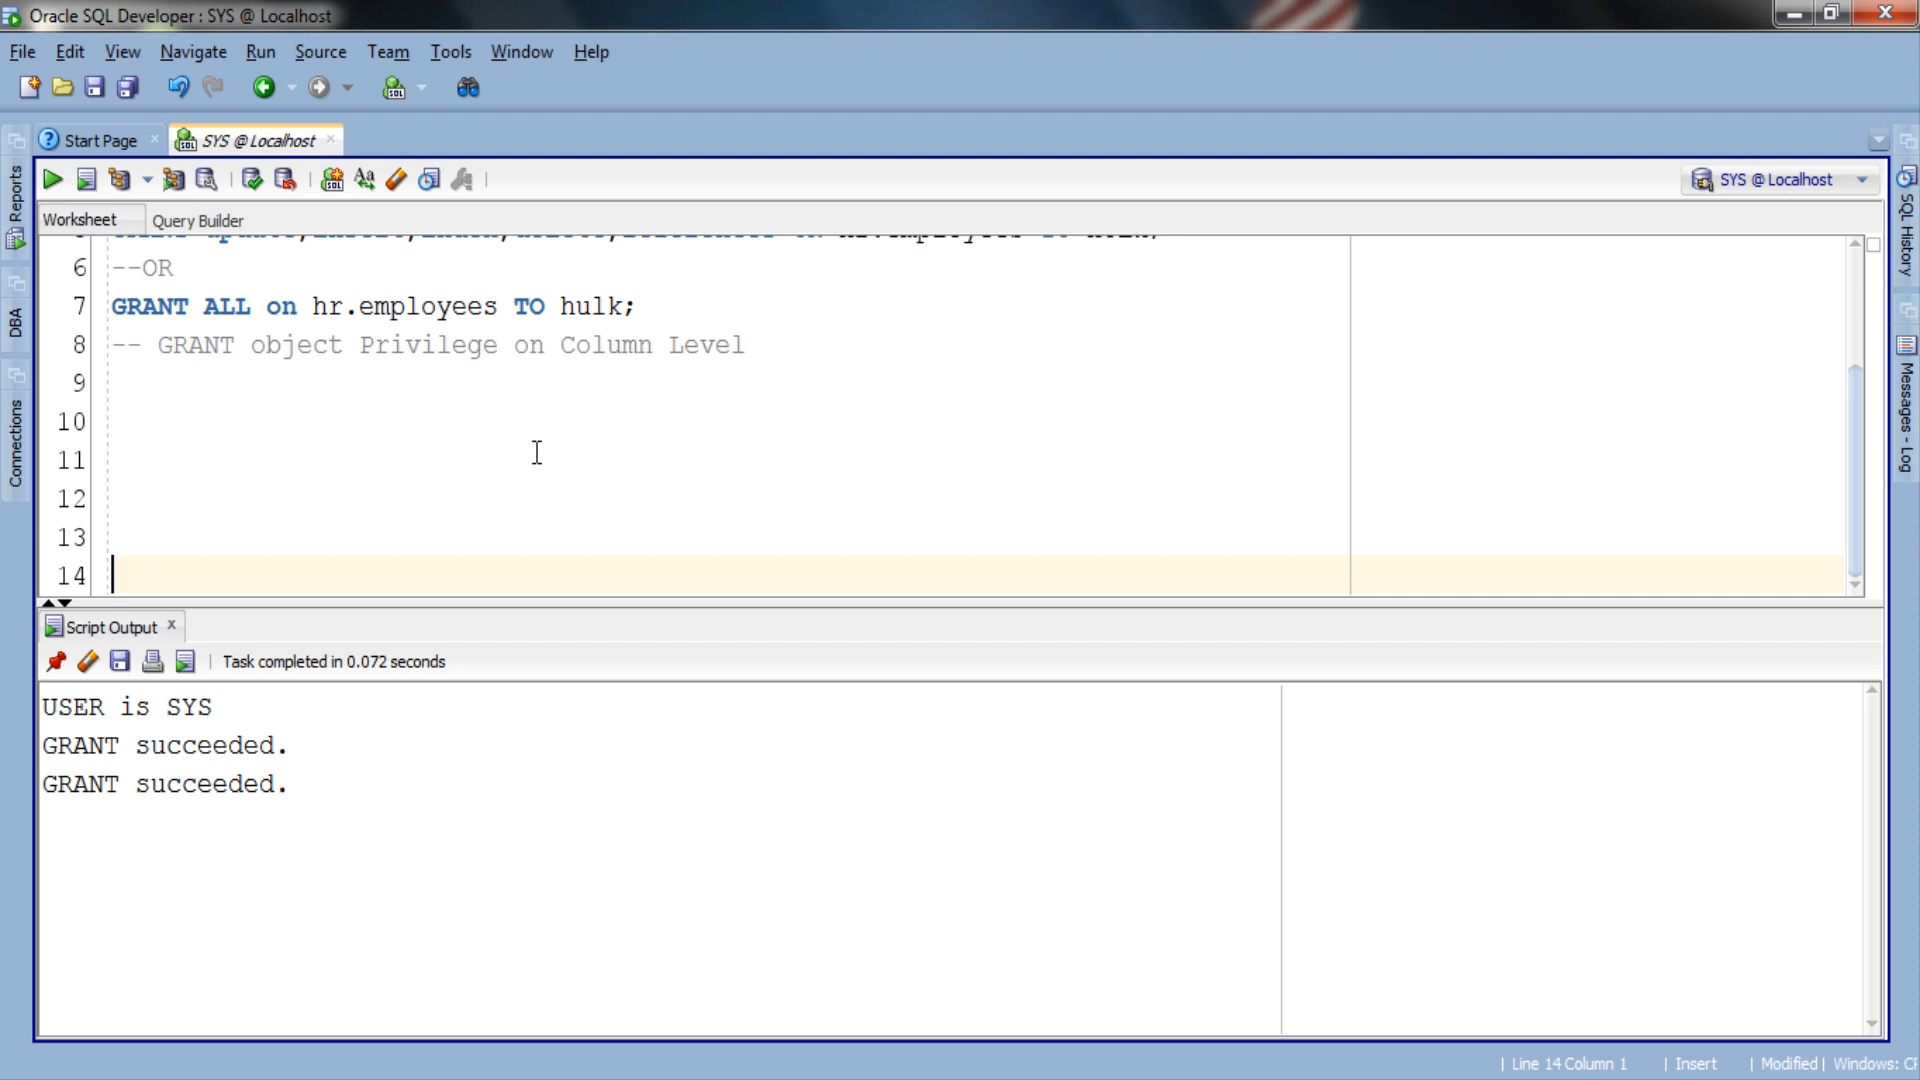 Oracle SQL Developer : SYS @ Localhost
File Edit View Navigate Run Source Team Tools Window Help
Start Page
SYS @ Localhost
SYS @ Localhost
Worksheet
Query Builder
6 --OR
7 GRANT ALL on hr.employees TO hulk;
8 -- GRANT object Privilege on Column Level
9
10
11
12
13
14
Script Output
Task completed in 0.072 seconds
USER is SYS
GRANT succeeded.
GRANT succeeded.
Reports
DBA
Connections
SQL History
Messages - Log
| Line 14 Column 1 | Insert | Modified | Windows: